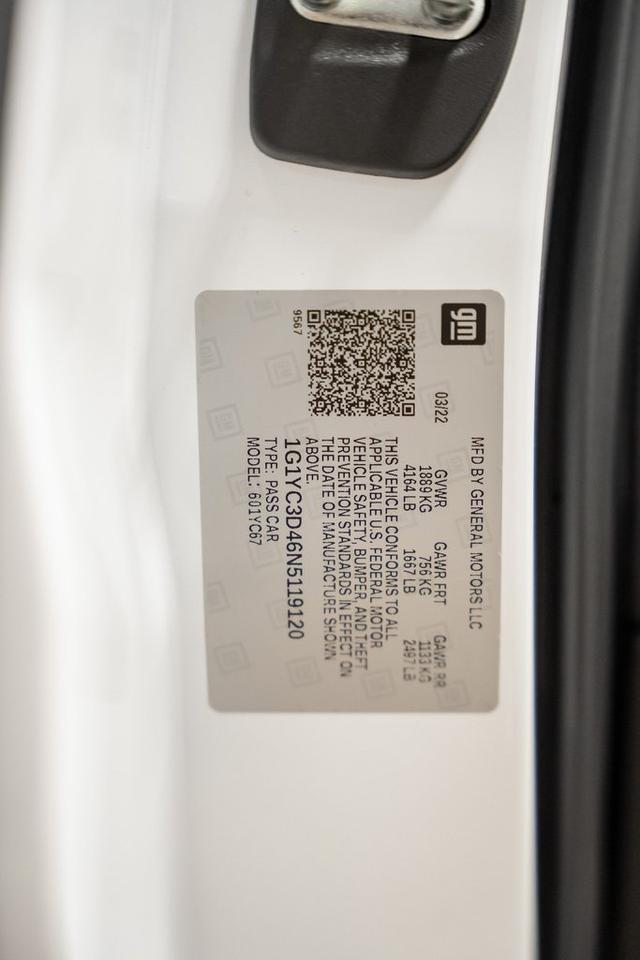 gm
MFD BY GENERAL MOTORS LLC
03/22
GVWR GAWR FRT GAWR RR
1889 KG 756 KG 1133 KG
4164 LB 1667 LB 2497 LB
THIS VEHICLE CONFORMS TO ALL
APPLICABLE U.S. FEDERAL MOTOR
VEHICLE SAFETY, BUMPER, AND THEFT
PREVENTION STANDARDS IN EFFECT ON
THE DATE OF MANUFACTURE SHOWN
ABOVE.
1G1YC3D46N5119120
TYPE: PASS CAR
MODEL: 601YC67
9567